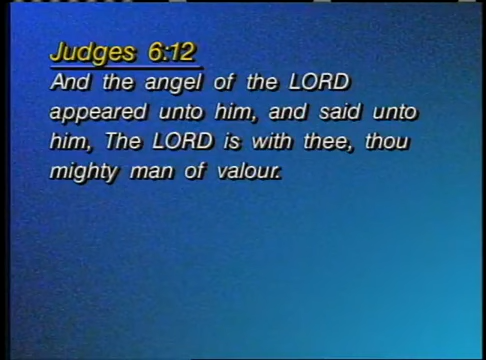 Judges 6:12
And the angel of the LORD
appeared unto him, and said unto
him, The LORD is with thee, thou
mighty man of valour.